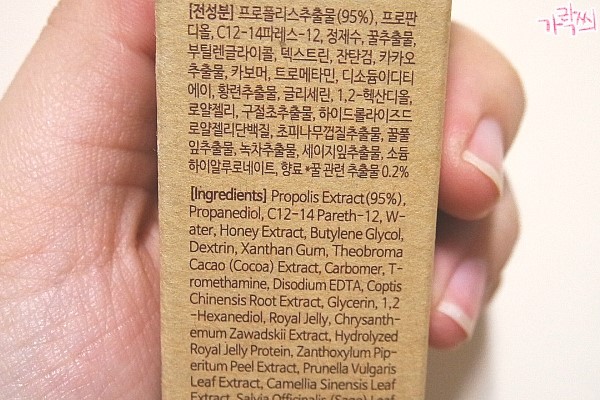 가락씨
[전성분] 프로폴리스추출물(95%), 프로판
디올, C12-14파레스-12, 정제수, 꿀추출물,
부틸렌글라이콜, 덱스트린, 잔탄검, 카카오
추출물, 카보머, 트로메타민, 디소듐이디티
에이, 황련추출물, 글리세린, 1,2-헥산디올,
로얄젤리, 구절초추출물, 하이드롤라이즈드
로얄젤리단백질, 초피나무껍질추출물, 꿀풀
잎추출물, 녹차추출물, 세이지잎추출물, 소듐
하이알루로네이트, 향료 *꿀 관련 추출물 0.2%
[Ingredients] Propolis Extract(95%),
Propanediol, C12-14 Pareth-12, W-
ater, Honey Extract, Butylene Glycol,
Dextrin, Xanthan Gum, Theobroma
Cacao (Cocoa) Extract, Carbomer, T-
romethamine, Disodium EDTA, Coptis
Chinensis Root Extract, Glycerin, 1,2
-Hexanediol, Royal Jelly, Chrysanth-
emum Zawadskii Extract, Hydrolyzed
Royal Jelly Protein, Zanthoxylum Pip-
eritum Peel Extract, Prunella Vulgaris
Leaf Extract, Camellia Sinensis Leaf
Extract, Salvia Officinalis (Sage) Leaf